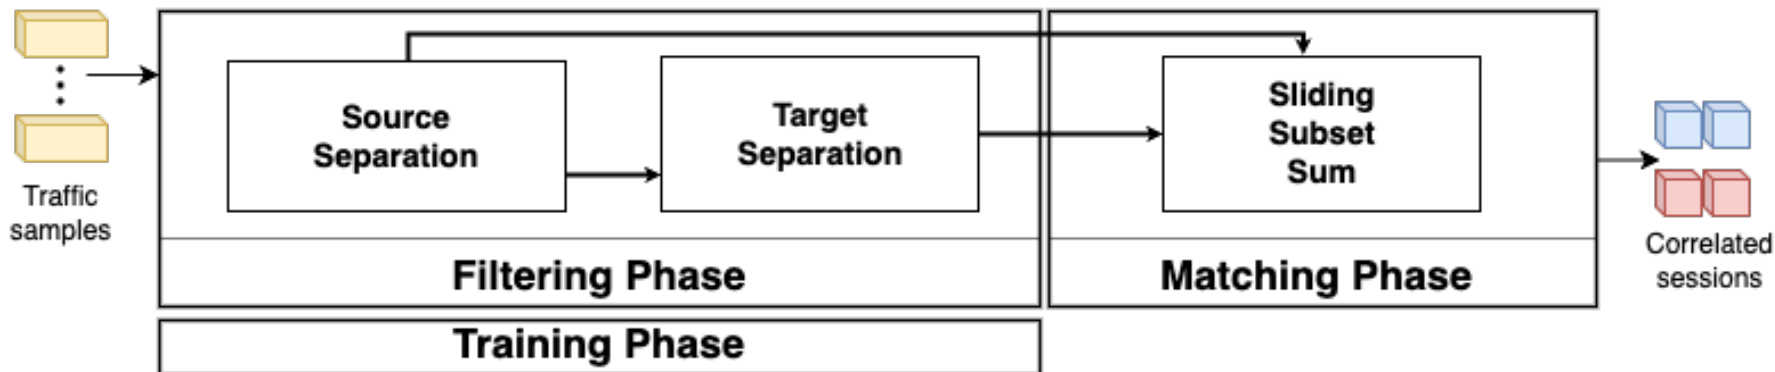 Traffic
samples
Source
Separation
Target
Separation
Filtering Phase
Training Phase
Sliding
Subset
Sum
Matching Phase
Correlated
sessions